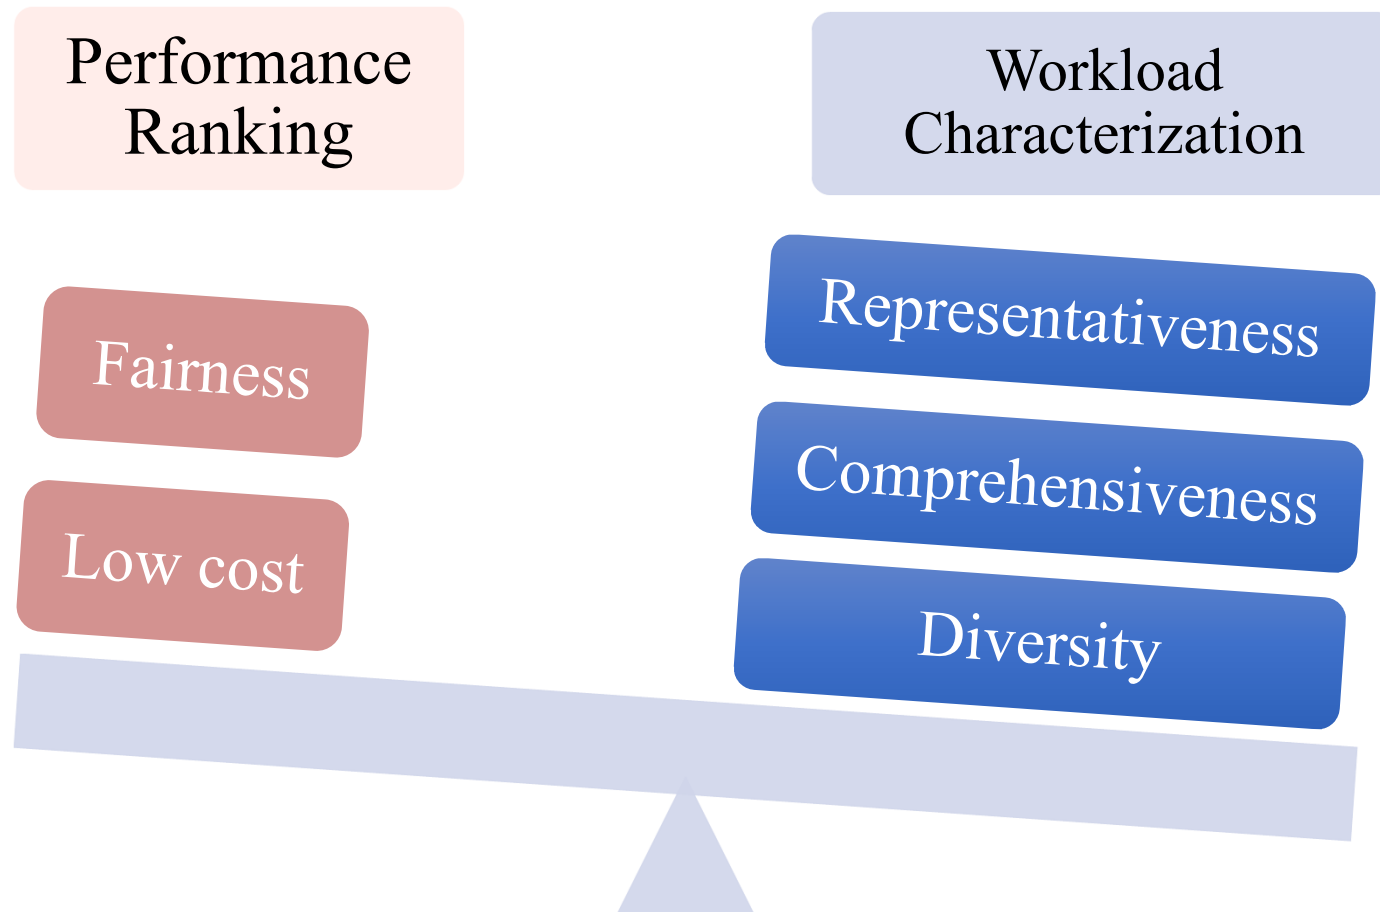 Performance
Ranking
Workload
Characterization
Fairness
Low cost
Representativeness
Comprehensiveness
Diversity